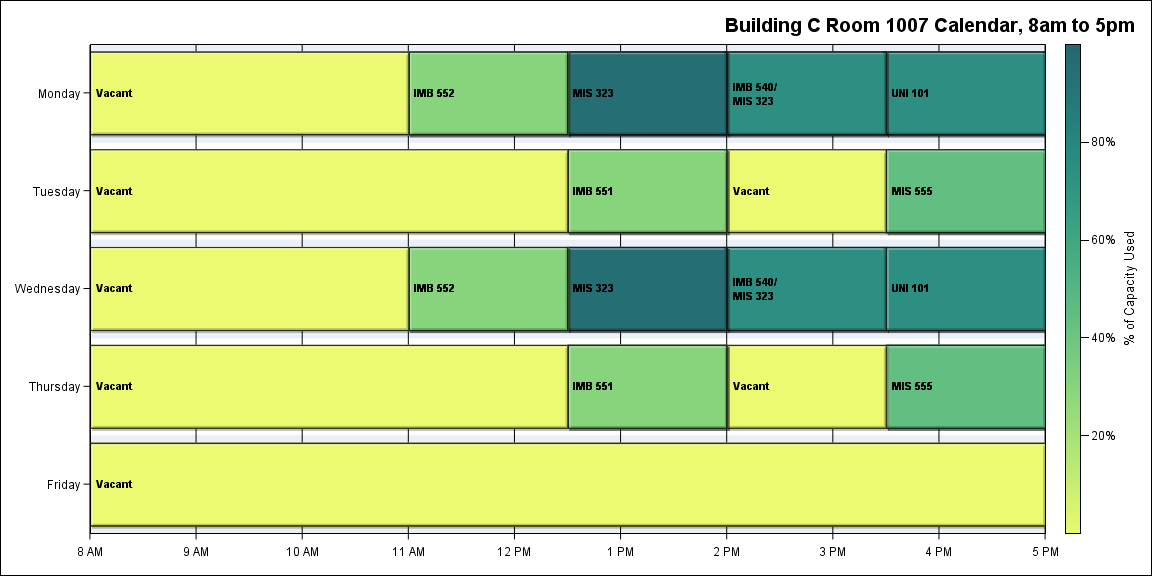 Building C Room 1007 Calendar, 8am to 5pm
Monday
Vacant
IMB 552
MIS 323
IMB 540/
MIS 323
UNI 101
Tuesday
Vacant
IMB 551
Vacant
MIS 555
Wednesday
Vacant
IMB 552
MIS 323
IMB 540/
MIS 323
UNI 101
Thursday
Vacant
IMB 551
Vacant
MIS 555
Friday
Vacant
8 AM
9 AM
10 AM
11 AM
12 PM
1 PM
2 PM
3 PM
4 PM
5 PM
80%
60%
40%
20%
% of Capacity Used